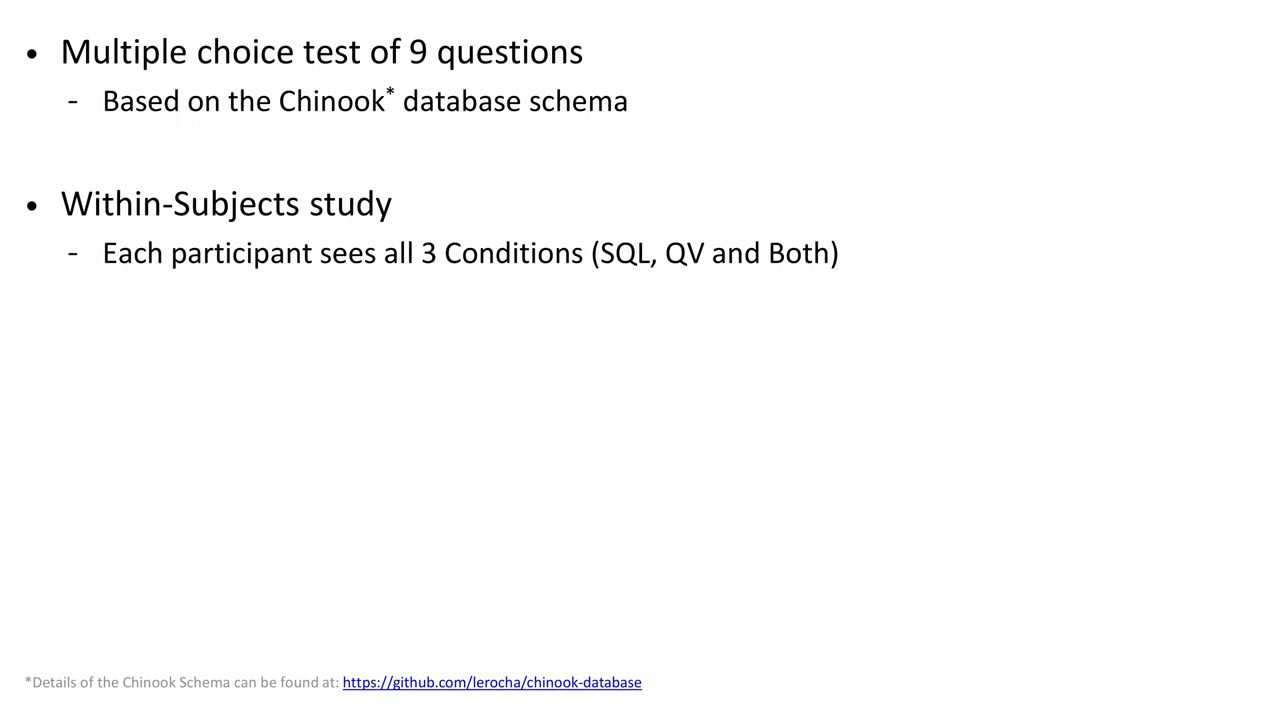 • Multiple choice test of 9 questions
- Based on the Chinook* database schema
• Within-Subjects study
- Each participant sees all 3 Conditions (SQL, QV and Both)
*Details of the Chinook Schema can be found at: https://github.com/lerocha/chinook-database